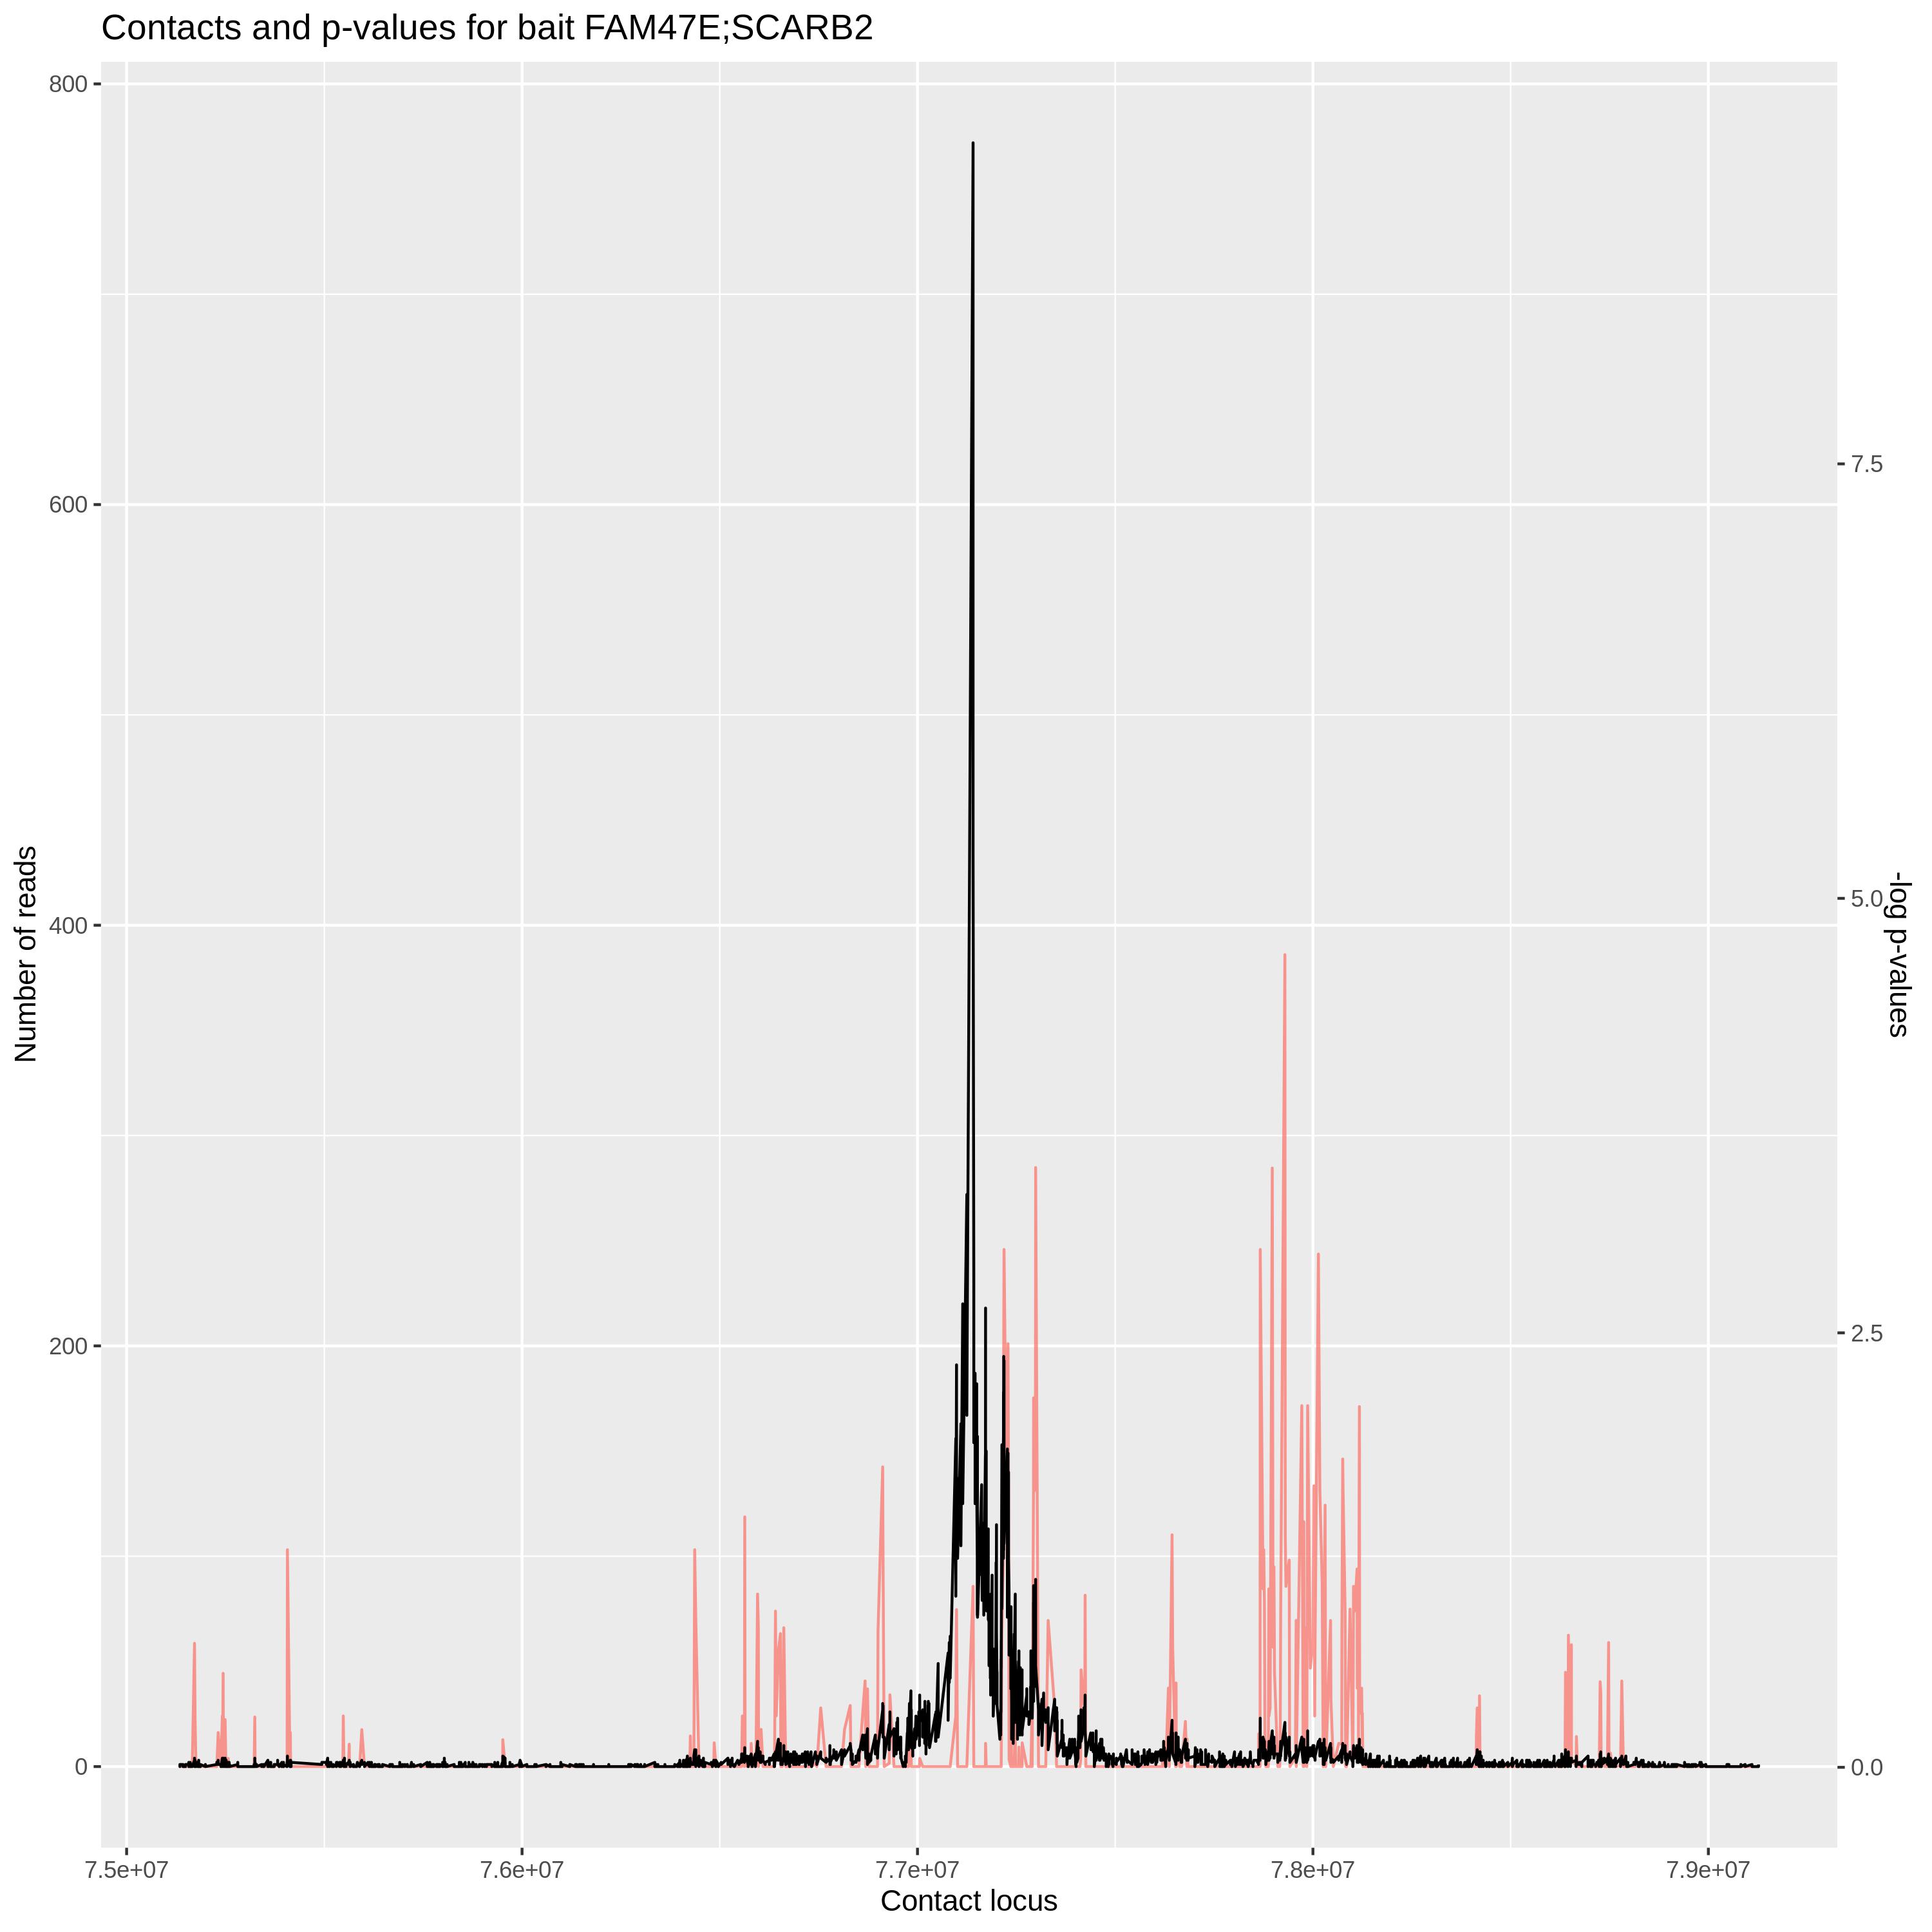 Contacts and p-values for bait FAM47E;SCARB2
800
600
400
200
0
Number of reads
7.5
5.0
2.5
0.0
-log p-values
7.5e+07 7.6e+07 7.7e+07 7.8e+07 7.9e+07
Contact locus